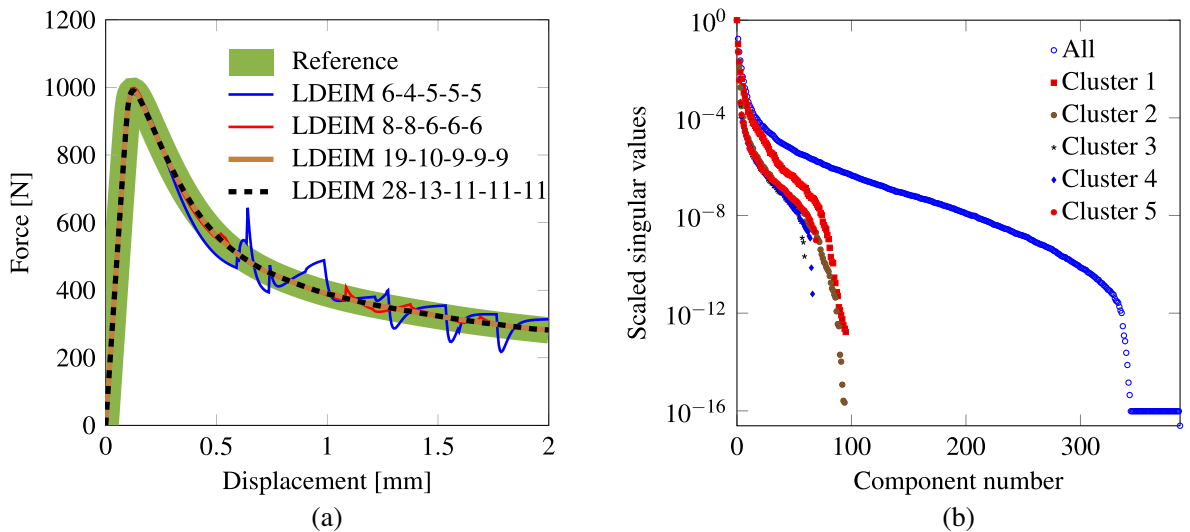 1200
1000
800
600
400
200
0
Force [N]
Reference
LDEIM 6-4-5-5-5
LDEIM 8-8-6-6-6
LDEIM 19-10-9-9-9
LDEIM 28-13-11-11-11
0 0.5 1 1.5 2
Displacement [mm]
(a)
10^0
10^−4
10^−8
10^−12
10^−16
Scaled singular values
All
Cluster 1
Cluster 2
Cluster 3
Cluster 4
Cluster 5
0 100 200 300
Component number
(b)